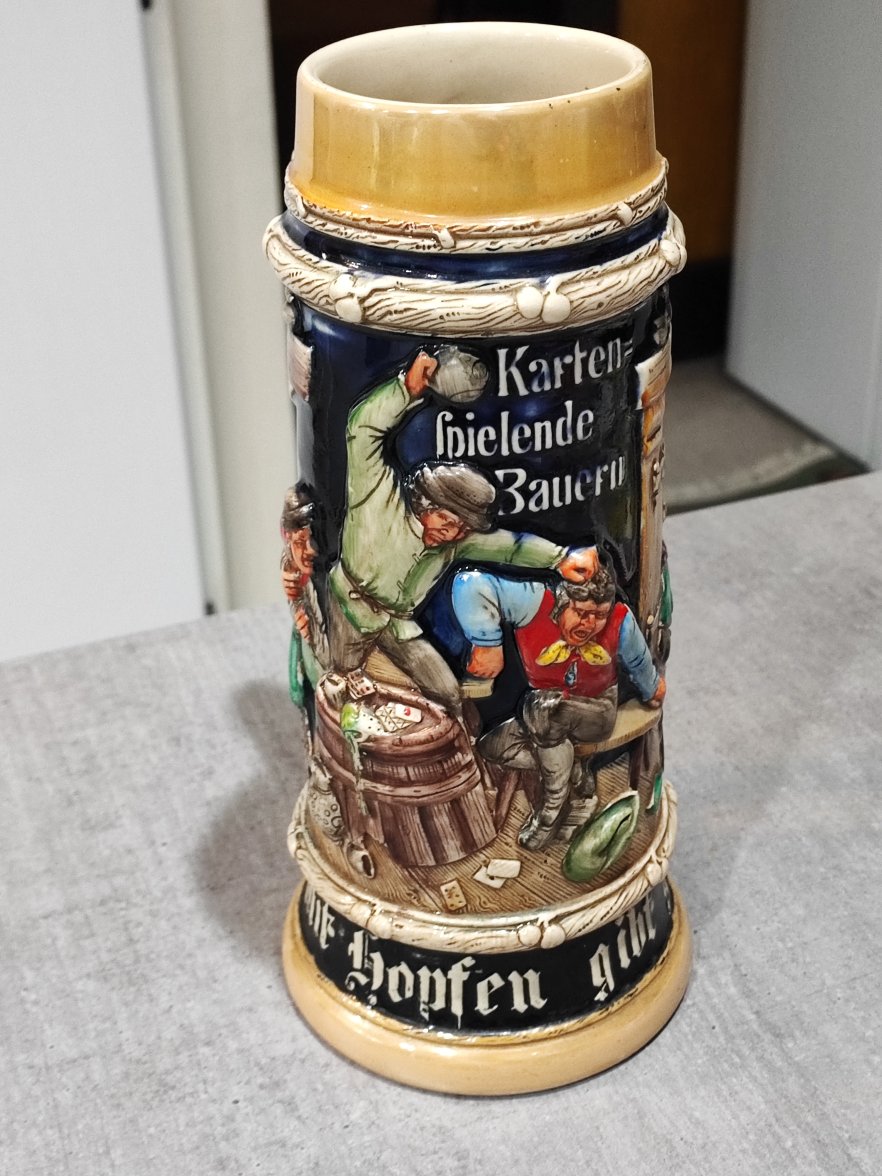 Karten=
ſpielende
Bauern
Hopfen gibt